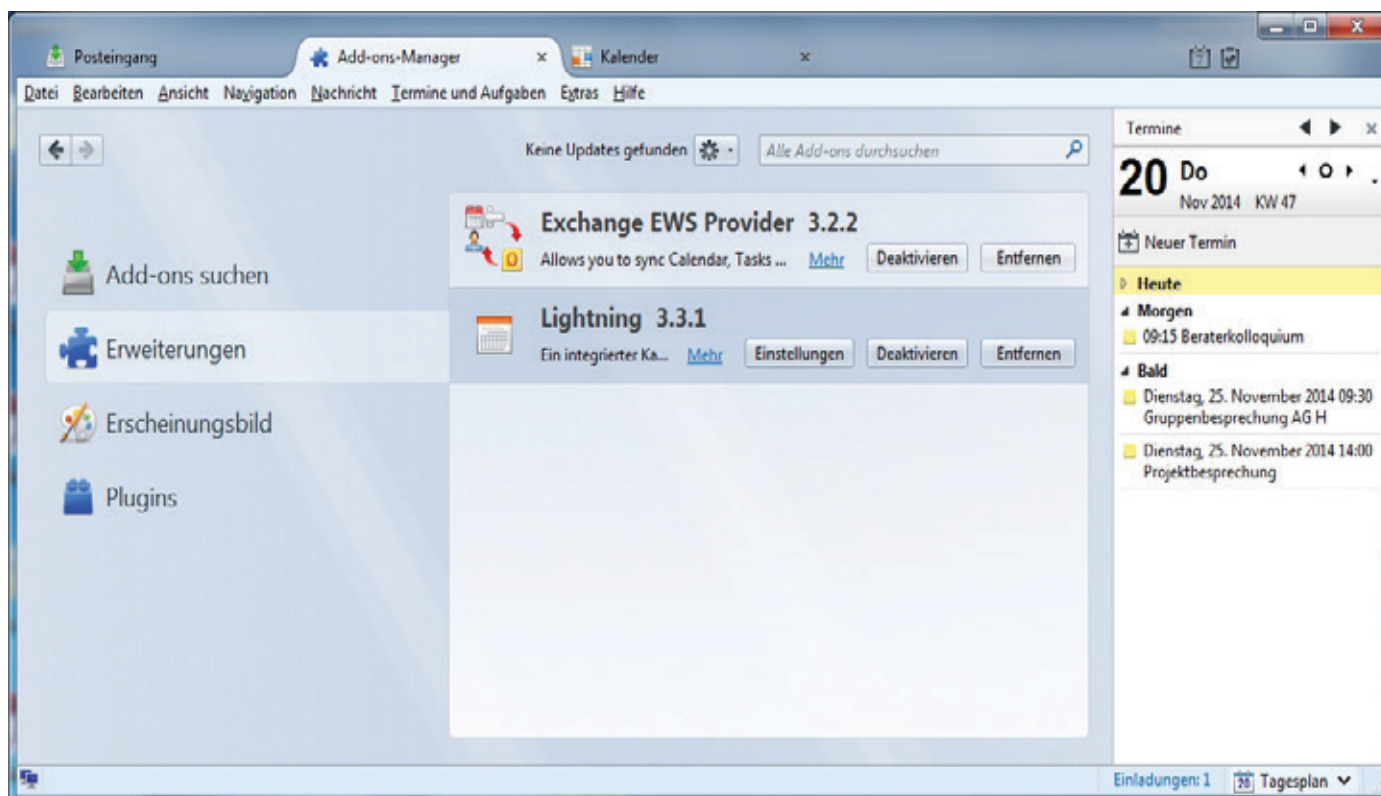 Posteingang
Add-ons-Manager
Kalender
Datei Bearbeiten Ansicht Navigation Nachricht Termine und Aufgaben Extras Hilfe
Keine Updates gefunden
Alle Add-ons durchsuchen
Add-ons suchen
Erweiterungen
Erscheinungsbild
Plugins
Exchange EWS Provider 3.2.2
Allows you to sync Calendar, Tasks ... Mehr Deaktivieren Entfernen
Lightning 3.3.1
Ein integrierter Ka... Mehr Einstellungen Deaktivieren Entfernen
Termine
20 Do
Nov 2014 KW 47
Neuer Termin
Heute
Morgen
09:15 Beraterkolloquium
Bald
Dienstag, 25. November 2014 09:30
Gruppenbesprechung AG H
Dienstag, 25. November 2014 14:00
Projektbesprechung
Einladungen: 1
20 Tagesplan